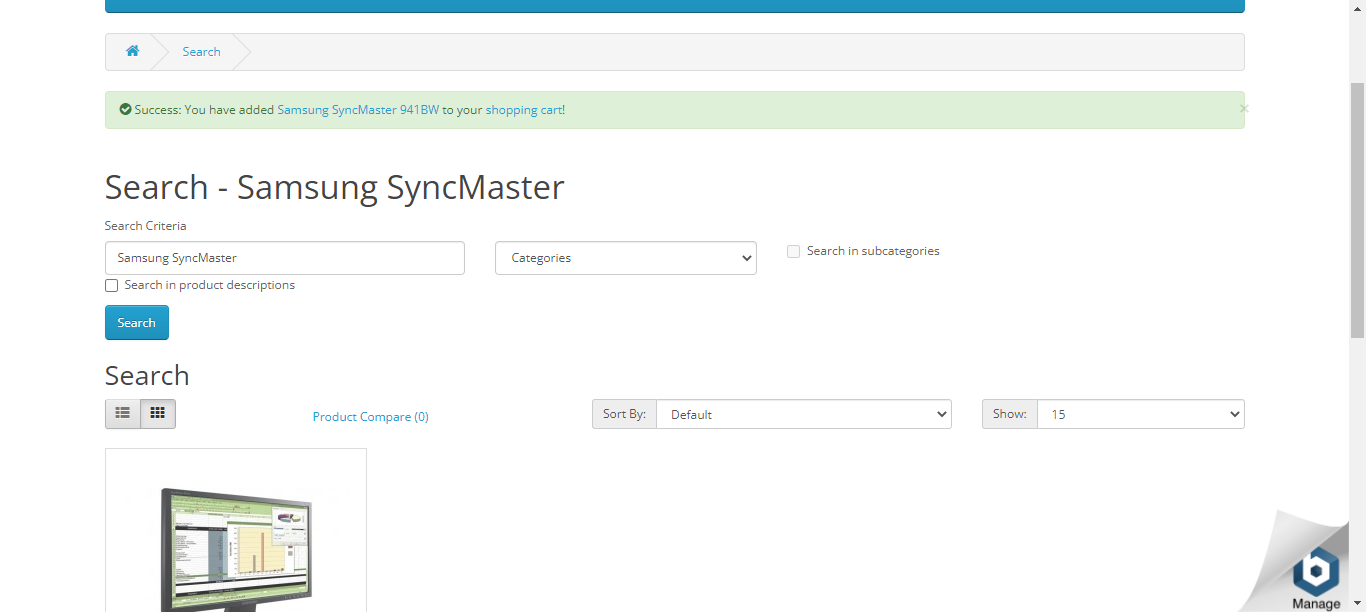 Search
Success: You have added Samsung SyncMaster 941BW to your shopping cart!
×
Search - Samsung SyncMaster
Search Criteria
Samsung SyncMaster
Categories
Search in subcategories
Search in product descriptions
Search
Search
Product Compare (0)
Sort By:
Default
Show:
15
Manage